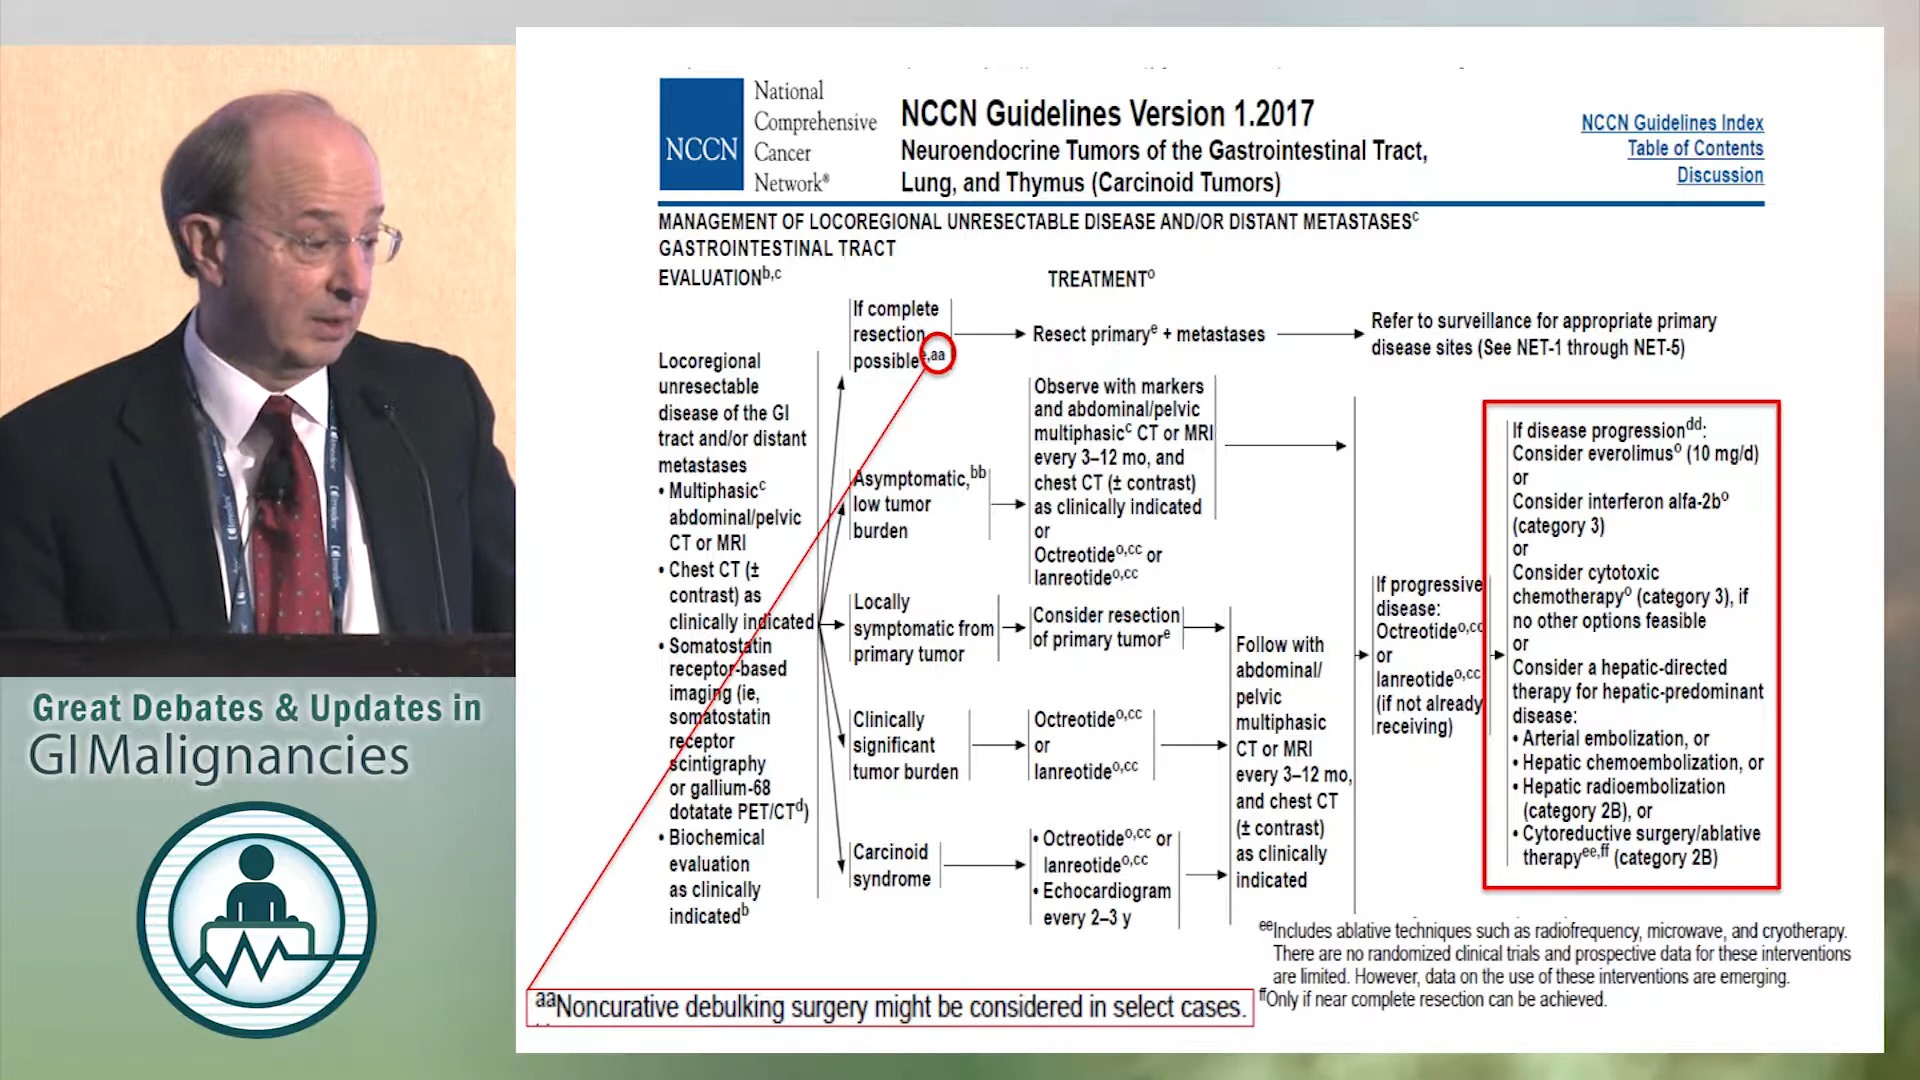 Great Debates & Updates in
GI Malignancies
NCCN
National
Comprehensive
Cancer
Network®
NCCN Guidelines Version 1.2017
Neuroendocrine Tumors of the Gastrointestinal Tract,
Lung, and Thymus (Carcinoid Tumors)
NCCN Guidelines Index
Table of Contents
Discussion
MANAGEMENT OF LOCOREGIONAL UNRESECTABLE DISEASE AND/OR DISTANT METASTASESc
GASTROINTESTINAL TRACT
EVALUATIONb,c
TREATMENTo
Locoregional
unresectable
disease of the GI
tract and/or distant
metastases
• Multiphasicc
abdominal/pelvic
CT or MRI
• Chest CT (±
contrast) as
clinically indicated
• Somatostatin
receptor-based
imaging (ie,
somatostatin
receptor
scintigraphy
or gallium-68
dotatate PET/CTd)
• Biochemical
evaluation
as clinically
indicatedb
If complete
resection
possiblee,aa
Resect primarye + metastases
Refer to surveillance for appropriate primary
disease sites (See NET-1 through NET-5)
Asymptomatic,bb
low tumor
burden
Observe with markers
and abdominal/pelvic
multiphasicc CT or MRI
every 3–12 mo, and
chest CT (± contrast)
as clinically indicated
or
Octreotideo,cc or
lanreotideo,cc
Locally
symptomatic from
primary tumor
Consider resection
of primary tumore
Clinically
significant
tumor burden
Octreotideo,cc
or
lanreotideo,cc
Carcinoid
syndrome
• Octreotideo,cc or
lanreotideo,cc
• Echocardiogram
every 2–3 y
Follow with
abdominal/
pelvic
multiphasic
CT or MRI
every 3–12 mo,
and chest CT
(± contrast)
as clinically
indicated
If progressive
disease:
Octreotideo,cc
or
lanreotideo,cc
(if not already
receiving)
If disease progressiondd:
Consider everolimuso (10 mg/d)
or
Consider interferon alfa-2bo
(category 3)
or
Consider cytotoxic
chemotherapyo (category 3), if
no other options feasible
or
Consider a hepatic-directed
therapy for hepatic-predominant
disease:
• Arterial embolization, or
• Hepatic chemoembolization, or
• Hepatic radioembolization
(category 2B), or
• Cytoreductive surgery/ablative
therapyee,ff (category 2B)
eeIncludes ablative techniques such as radiofrequency, microwave, and cryotherapy.
There are no randomized clinical trials and prospective data for these interventions
are limited. However, data on the use of these interventions are emerging.
ffOnly if near complete resection can be achieved.
aaNoncurative debulking surgery might be considered in select cases.